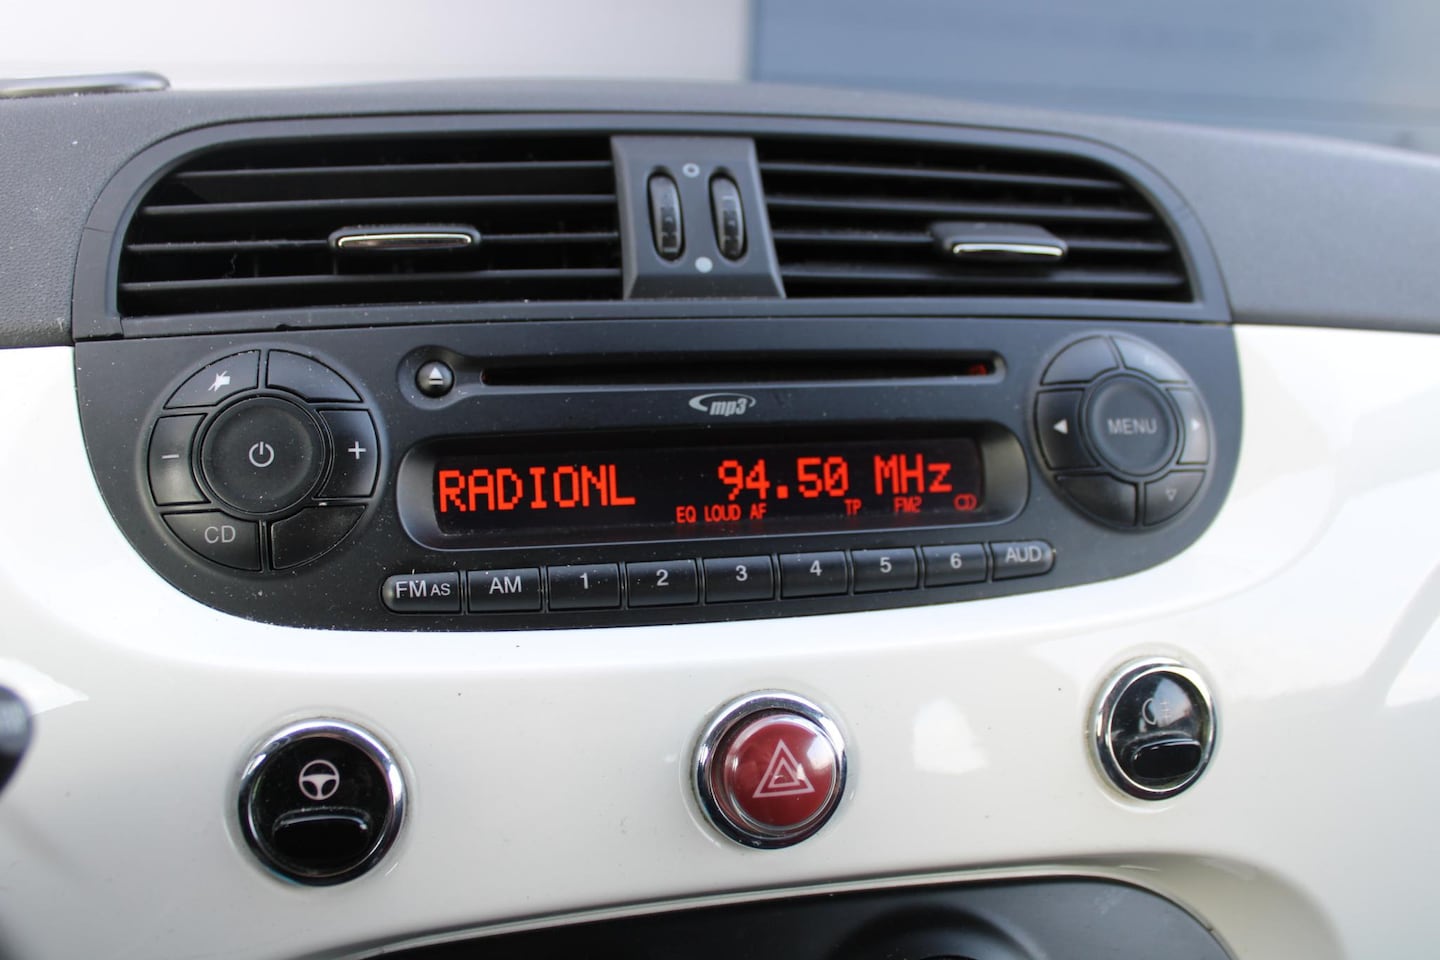 mp3
RADIONL 94.50 MHz
EQ LOUD AF TP FM2 CD
− +
MENU
CD
FM AS AM 1 2 3 4 5 6 AUD